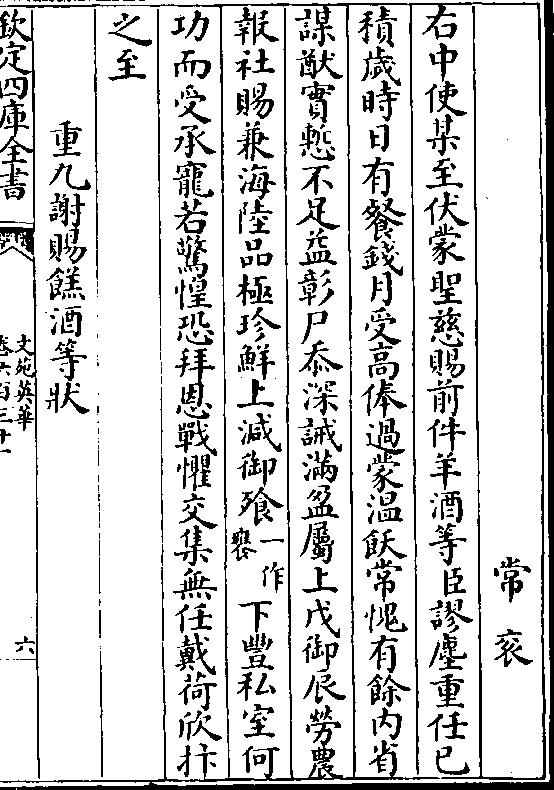 常衮
右中使某至伏蒙聖慈賜前件羊酒等臣謬塵重任已
積歲時日有餐錢月受高俸過蒙温飫常愧有餘内省
謀猷實慙不足益彰尸忝深誡滿盈屬上戊御辰勞農
報社賜兼海陸品極珍鮮上減御飱一作饔下豐私室何
功而受承寵若驚惶恐拜恩戰懼交集無任戴荷欣抃
之至
重九謝賜餻酒等狀
欽定四庫全書
文苑英華
卷六百三十一
六